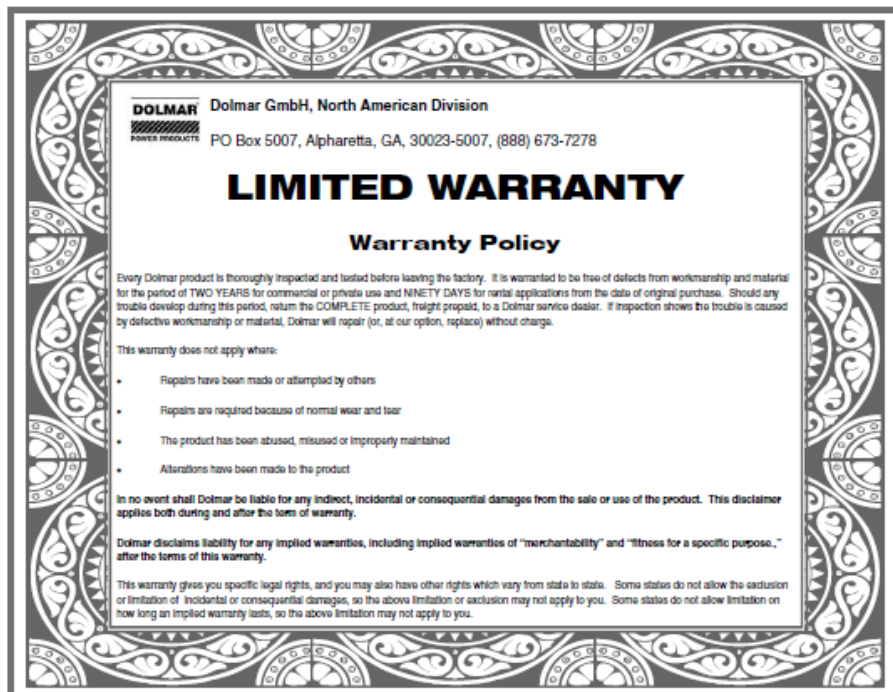 DOLMAR
POWER PRODUCTS
Dolmar GmbH, North American Division
PO Box 5007, Alpharetta, GA, 30023-5007, (888) 673-7278
LIMITED WARRANTY
Warranty Policy
Every Dolmar product is thoroughly inspected and tested before leaving the factory. It is warranted to be free of defects from workmanship and material
for the period of TWO YEARS for commercial or private use and NINETY DAYS for rental applications from the date of original purchase. Should any
trouble develop during this period, return the COMPLETE product, freight prepaid, to a Dolmar service dealer. If inspection shows the trouble is caused
by defective workmanship or material, Dolmar will repair (or, at our option, replace) without charge.
This warranty does not apply where:
• Repairs have been made or attempted by others
• Repairs are required because of normal wear and tear
• The product has been abused, misused or improperly maintained
• Alterations have been made to the product
In no event shall Dolmar be liable for any indirect, incidental or consequential damages from the sale or use of the product. This disclaimer
applies both during and after the term of warranty.
Dolmar disclaims liability for any implied warranties, including implied warranties of "merchantability" and "fitness for a specific purpose.,"
after the terms of this warranty.
This warranty gives you specific legal rights, and you may also have other rights which vary from state to state. Some states do not allow the exclusion
or limitation of incidental or consequential damages, so the above limitation or exclusion may not apply to you. Some states do not allow limitation on
how long an implied warranty lasts, so the above limitation may not apply to you.